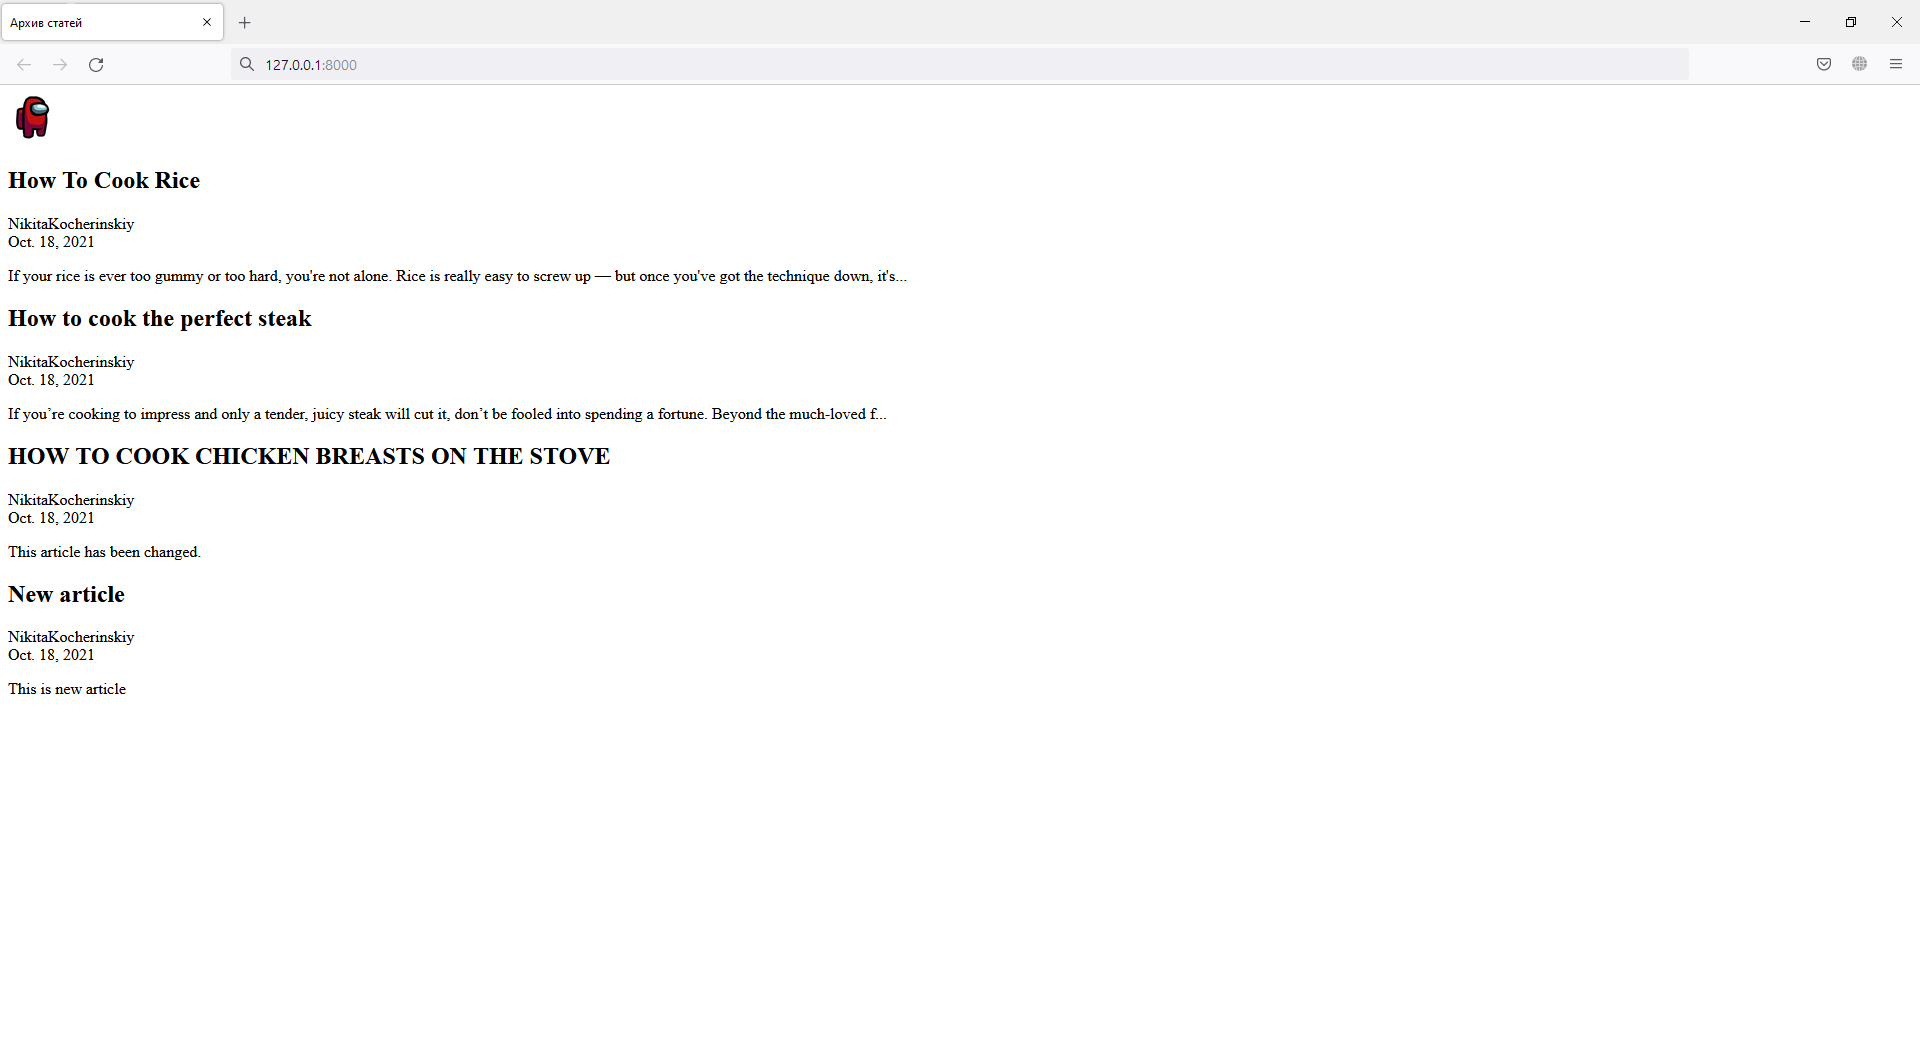 Архив статей
127.0.0.1:8000
How To Cook Rice
NikitaKocherinskiy
Oct. 18, 2021
If your rice is ever too gummy or too hard, you're not alone. Rice is really easy to screw up — but once you've got the technique down, it's...
How to cook the perfect steak
NikitaKocherinskiy
Oct. 18, 2021
If you’re cooking to impress and only a tender, juicy steak will cut it, don’t be fooled into spending a fortune. Beyond the much-loved f...
HOW TO COOK CHICKEN BREASTS ON THE STOVE
NikitaKocherinskiy
Oct. 18, 2021
This article has been changed.
New article
NikitaKocherinskiy
Oct. 18, 2021
This is new article